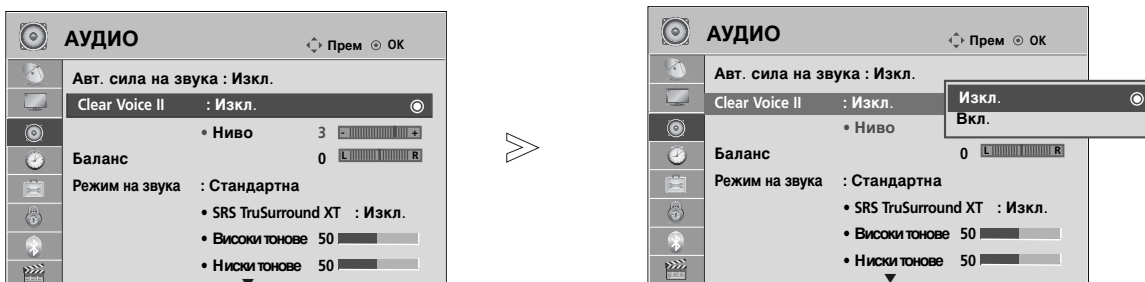 АУДИО
Прем OK
Авт. сила на звука : Изкл.
Clear Voice II : Изкл.
• Ниво 3 - +
Баланс 0 L R
Режим на звука : Стандартна
• SRS TruSurround XT : Изкл.
• Високи тонове 50
• Ниски тонове 50
АУДИО
Прем OK
Авт. сила на звука : Изкл.
Clear Voice II : Изкл.
Изкл.
Вкл.
• Ниво
Баланс 0 L R
Режим на звука : Стандартна
• SRS TruSurround XT : Изкл.
• Високи тонове 50
• Ниски тонове 50